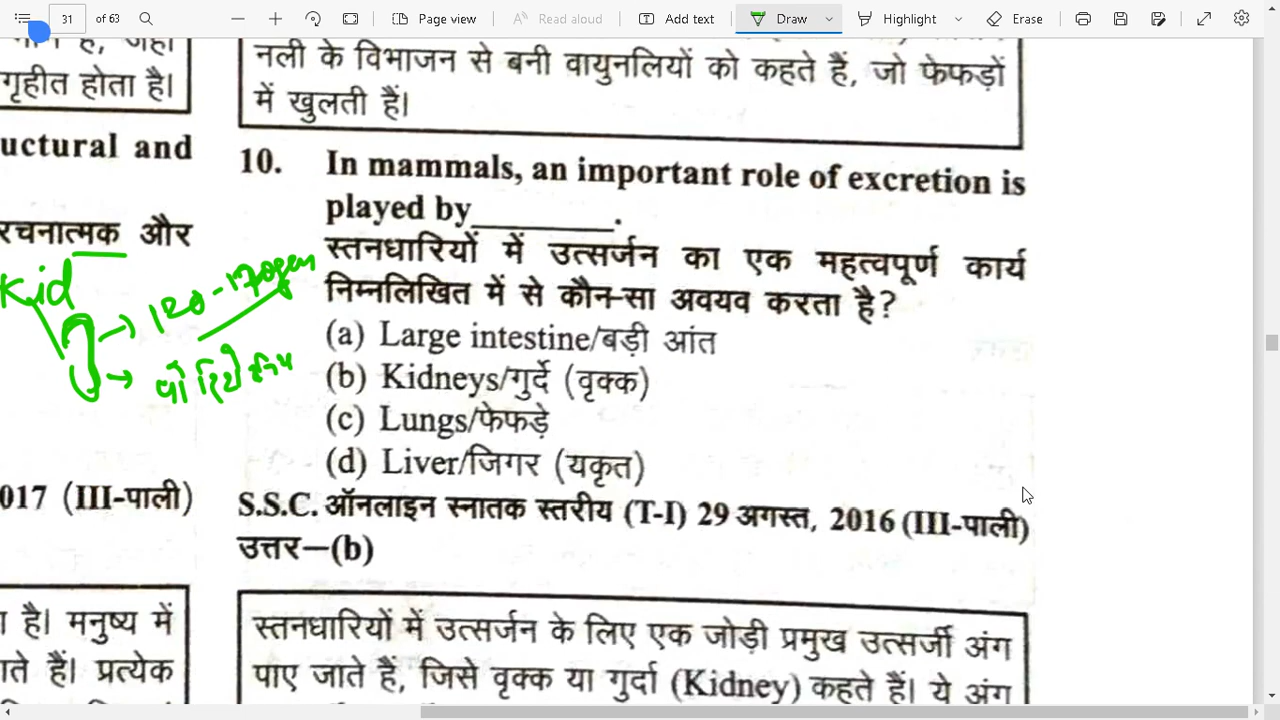 31 of 63 Page view Read aloud Add text Draw Highlight Erase
नली के विभाजन से बनी वायुनलियों को कहते हैं, जो फेफड़ों
गृहीत होता है।
में खुलती हैं।
uctural and
रचनात्मक और
Kid
120-170gm
10. In mammals, an important role of excretion is
played by________.
स्तनधारियों में उत्सर्जन का एक महत्वपूर्ण कार्य
निम्नलिखित में से कौन-सा अवयव करता है?
(a) Large intestine/बड़ी आंत
(b) Kidneys/गुर्दे (वृक्क)
(c) Lungs/फेफड़े
(d) Liver/जिगर (यकृत)
017 (III-पाली)
S.S.C. ऑनलाइन स्नातक स्तरीय (T-I) 29 अगस्त, 2016 (III-पाली)
उत्तर–(b)
है। मनुष्य में
ाते हैं। प्रत्येक
स्तनधारियों में उत्सर्जन के लिए एक जोड़ी प्रमुख उत्सर्जी अंग
पाए जाते हैं, जिसे वृक्क या गुर्दा (Kidney) कहते हैं। ये अंग